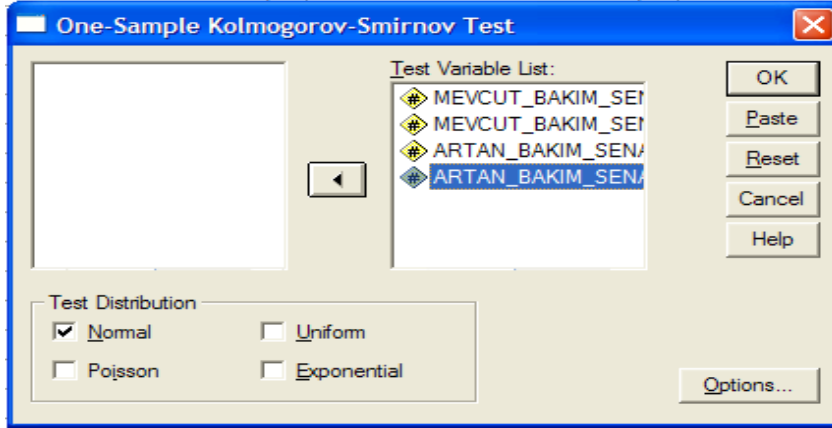 One-Sample Kolmogorov-Smirnov Test
Test Variable List:
MEVCUT_BAKIM_SEN
MEVCUT_BAKIM_SEN
ARTAN_BAKIM_SENA
ARTAN_BAKIM_SENA
OK
Paste
Reset
Cancel
Help
Test Distribution
Normal
Uniform
Poisson
Exponential
Options...